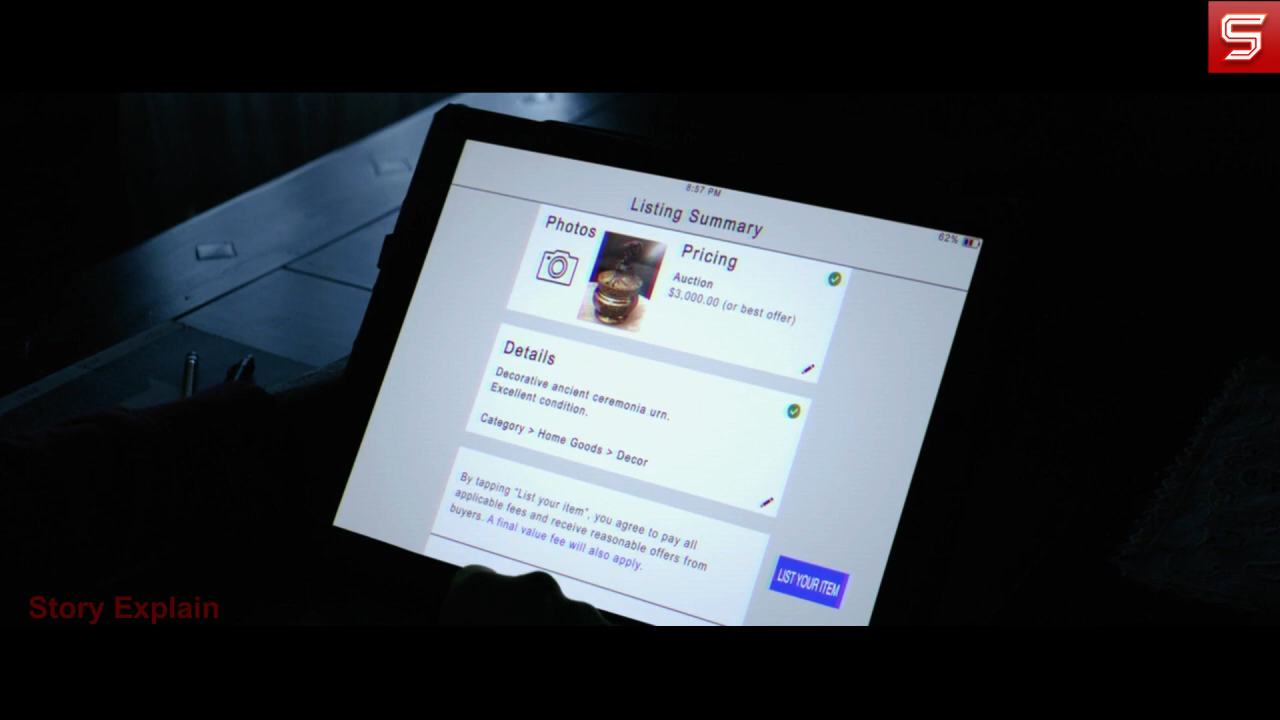 S
8:57 PM
62%
Listing Summary
Photos
Pricing
Auction
$3,000.00 (or best offer)
Details
Decorative ancient ceremonia urn.
Excellent condition.
Category > Home Goods > Decor
By tapping "List your item", you agree to pay all
applicable fees and receive reasonable offers from
buyers. A final value fee will also apply.
LIST YOUR ITEM
Story Explain